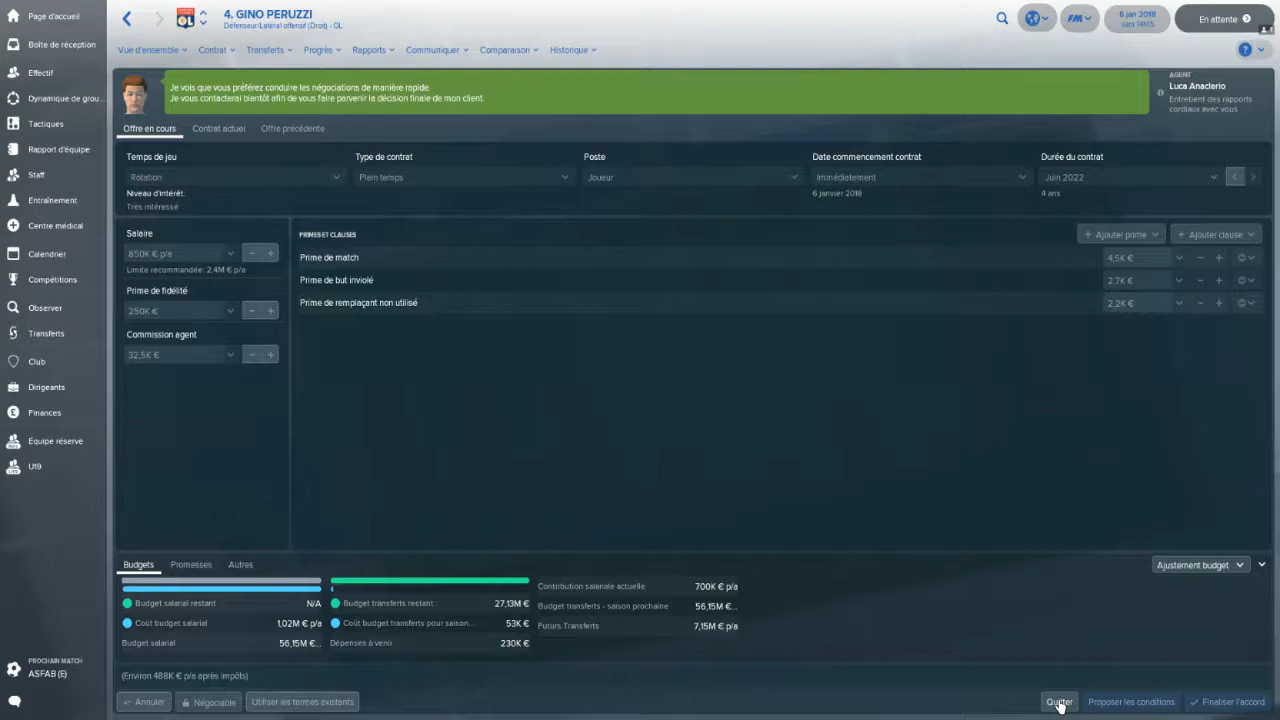 Page d'accueil
Boîte de réception
Effectif
Dynamique de grou...
Tactiques
Rapport d'équipe
Staff
Entraînement
Centre médical
Calendrier
Compétitions
Observer
Transferts
Club
Dirigeants
Finances
Équipe réserve
U19
PROCHAIN MATCH
ASFAB (E)
4. GINO PERUZZI
Défenseur/Latéral offensif (Droit) - OL
FM
6 jan 2018
sam 14h15
En attente
Vue d'ensemble
Contrat
Transferts
Progrès
Rapports
Communiquer
Comparaison
Historique
?
Je vois que vous préférez conduire les négociations de manière rapide.
Je vous contacterai bientôt afin de vous faire parvenir la décision finale de mon client.
AGENT
Luca Anaclerio
Entretient des rapports
cordiaux avec vous
Offre en cours
Contrat actuel
Offre précédente
Temps de jeu
Type de contrat
Poste
Date commencement contrat
Durée du contrat
Rotation
Plein temps
Joueur
Immédiatement
Juin 2022
Niveau d'intérêt:
6 janvier 2018
4 ans
Très intéressé
Salaire
850K € p/a
Limite recommandée: 2,4M € p/a
Prime de fidélité
250K €
Commission agent
32,5K €
PRIMES ET CLAUSES
+ Ajouter prime
+ Ajouter clause
Prime de match
4,5K €
Prime de but inviolé
2,7K €
Prime de remplaçant non utilisé
2,2K €
Budgets
Promesses
Autres
Ajustement budget
Budget salarial restant
N/A
Coût budget salarial
1,02M € p/a
Budget salarial
56,15M €...
Budget transferts restant :
27,13M €
Coût budget transferts pour saison...
53K €
Dépenses à venir
230K €
Contribution salariale actuelle
700K € p/a
Budget transferts - saison prochaine
56,15M €...
Futurs Transferts
7,15M € p/a
(Environ 488K € p/a après impôts)
Annuler
Négociable
Utiliser les termes existants
Quitter
Proposer les conditions
Finaliser l'accord